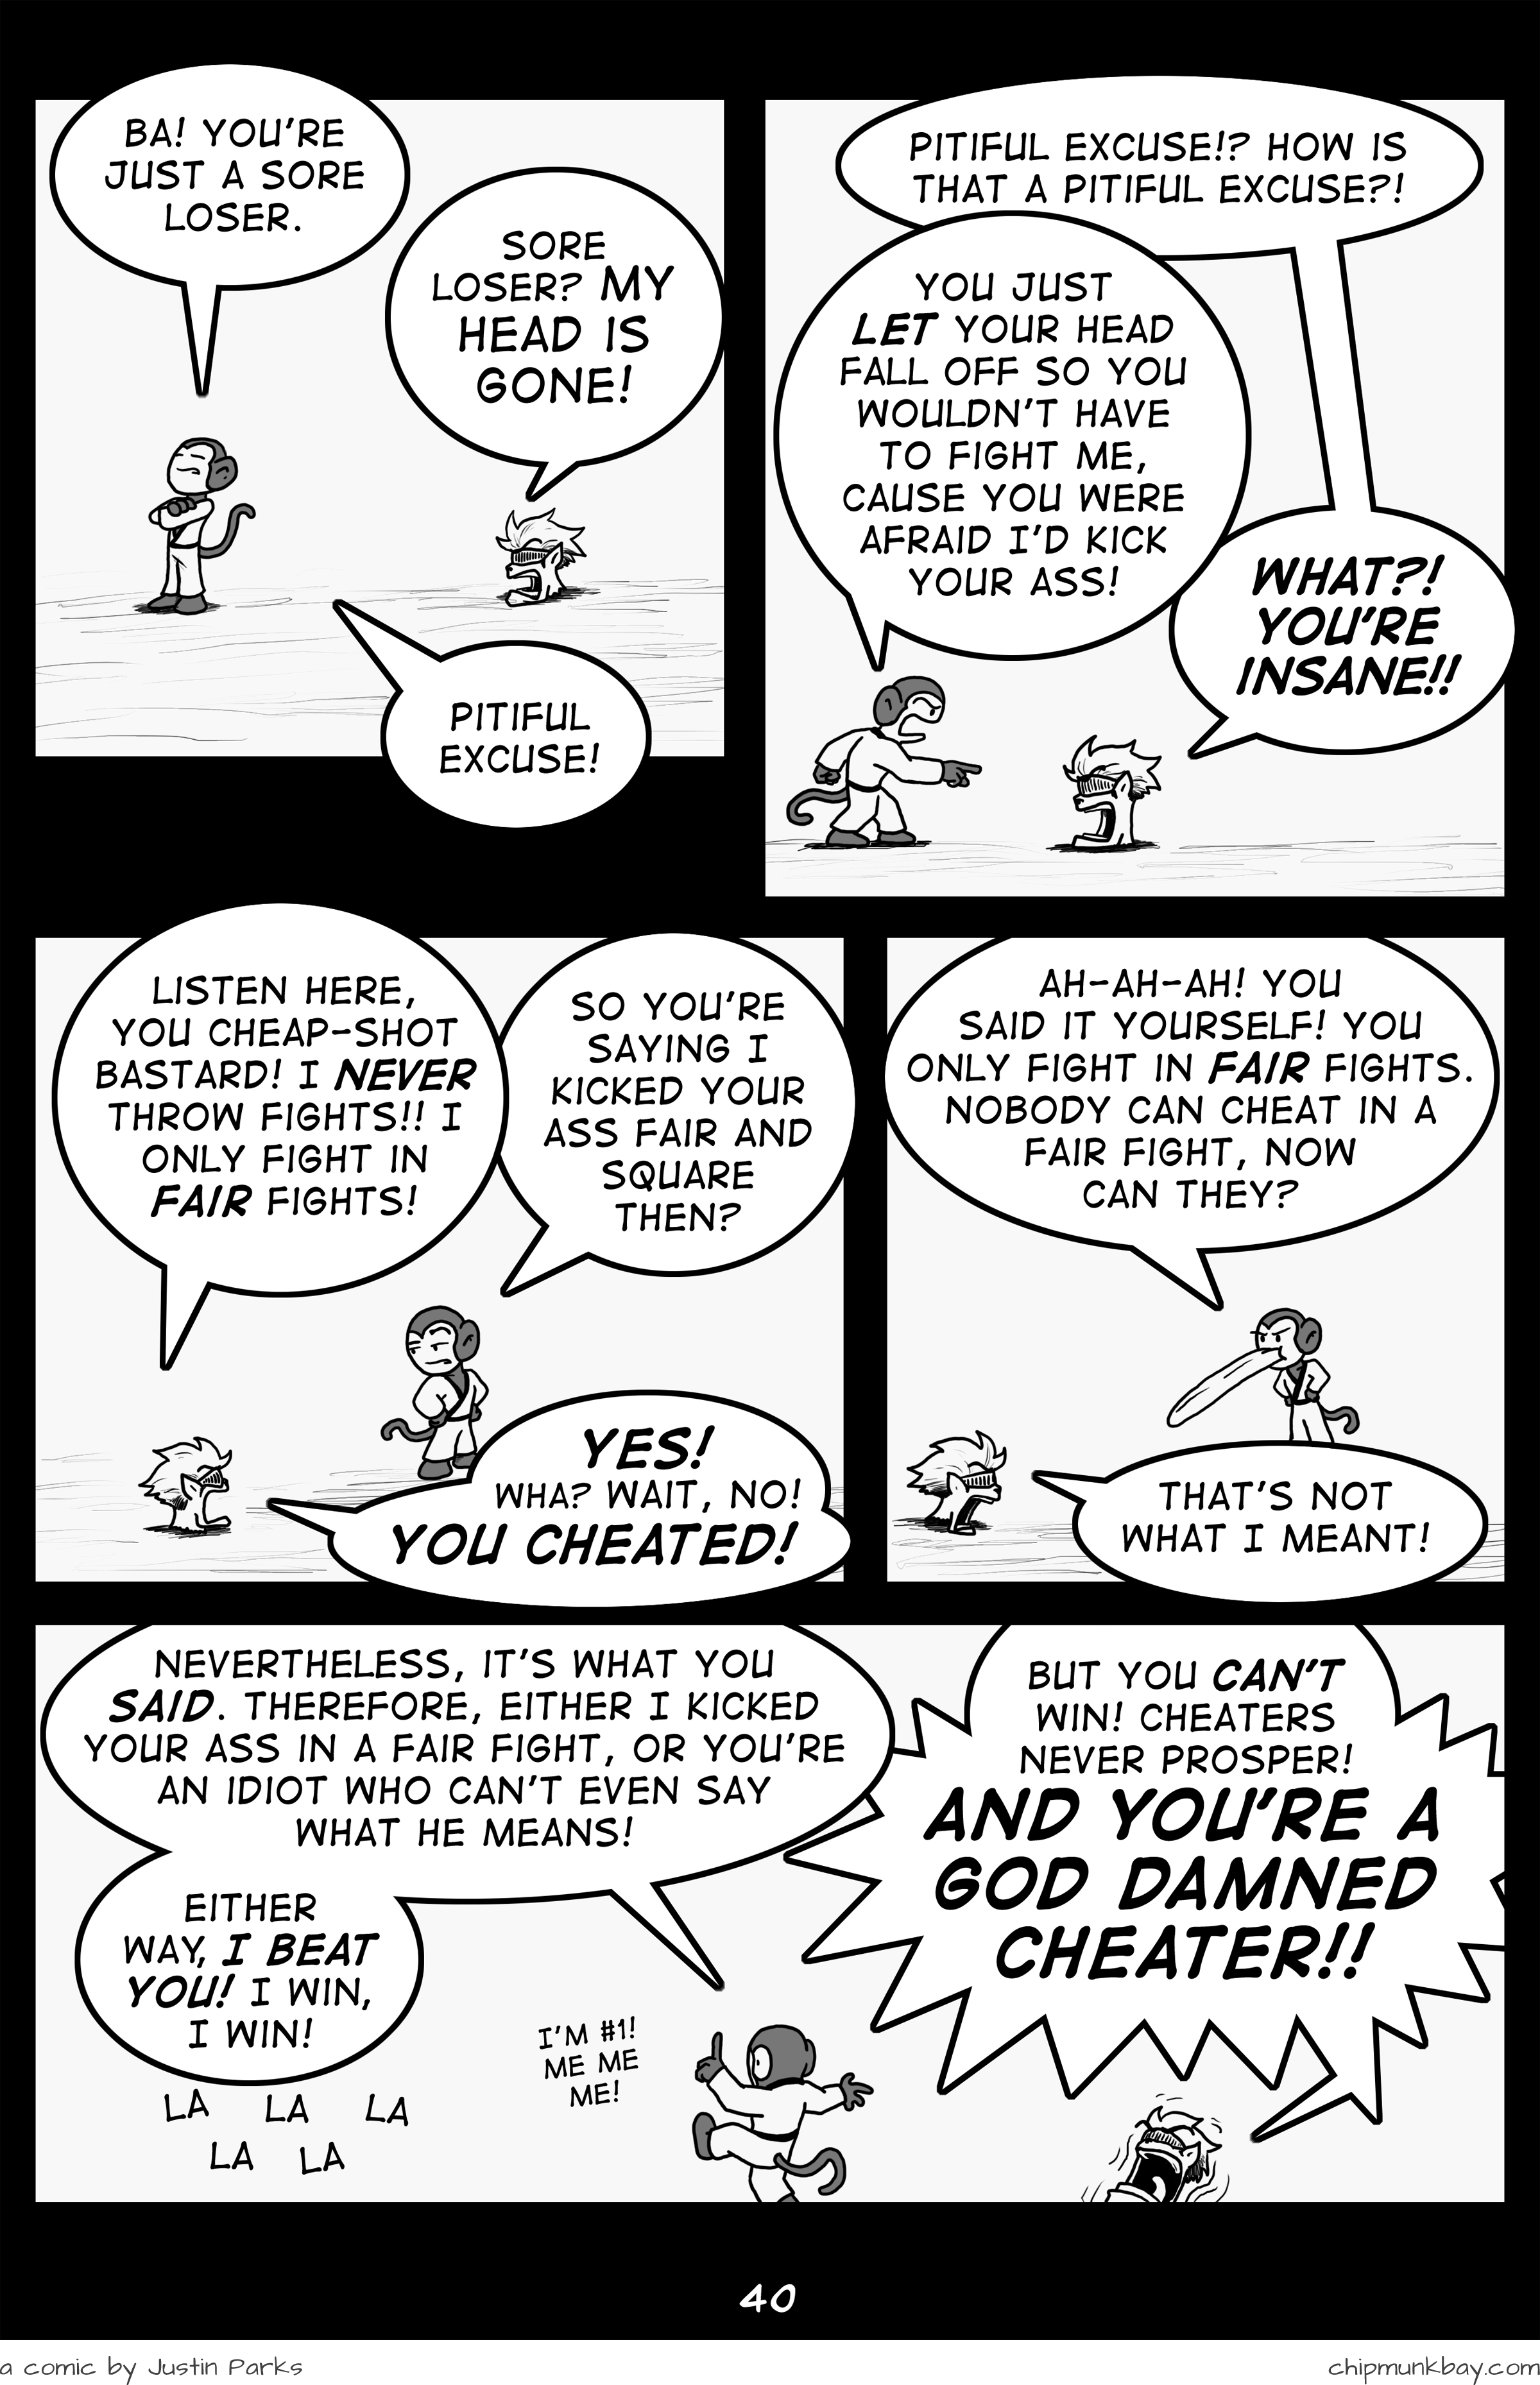 BA! YOU'RE
JUST A SORE
LOSER.
SORE
LOSER? MY
HEAD IS
GONE!
PITIFUL
EXCUSE!
PITIFUL EXCUSE!? HOW IS
THAT A PITIFUL EXCUSE?!
YOU JUST
LET YOUR HEAD
FALL OFF SO YOU
WOULDN'T HAVE
TO FIGHT ME,
CAUSE YOU WERE
AFRAID I'D KICK
YOUR ASS!
WHAT?!
YOU'RE
INSANE!!
LISTEN HERE,
YOU CHEAP-SHOT
BASTARD! I NEVER
THROW FIGHTS!! I
ONLY FIGHT IN
FAIR FIGHTS!
SO YOU'RE
SAYING I
KICKED YOUR
ASS FAIR AND
SQUARE
THEN?
YES!
WHA? WAIT, NO!
YOU CHEATED!
AH-AH-AH! YOU
SAID IT YOURSELF! YOU
ONLY FIGHT IN FAIR FIGHTS.
NOBODY CAN CHEAT IN A
FAIR FIGHT, NOW
CAN THEY?
THAT'S NOT
WHAT I MEANT!
NEVERTHELESS, IT'S WHAT YOU
SAID. THEREFORE, EITHER I KICKED
YOUR ASS IN A FAIR FIGHT, OR YOU'RE
AN IDIOT WHO CAN'T EVEN SAY
WHAT HE MEANS!
EITHER
WAY, I BEAT
YOU! I WIN,
I WIN!
LA LA LA
LA LA
I'M #1!
ME ME
ME!
BUT YOU CAN'T
WIN! CHEATERS
NEVER PROSPER!
AND YOU'RE A
GOD DAMNED
CHEATER!!
40
a comic by Justin Parks
chipmunkbay.com